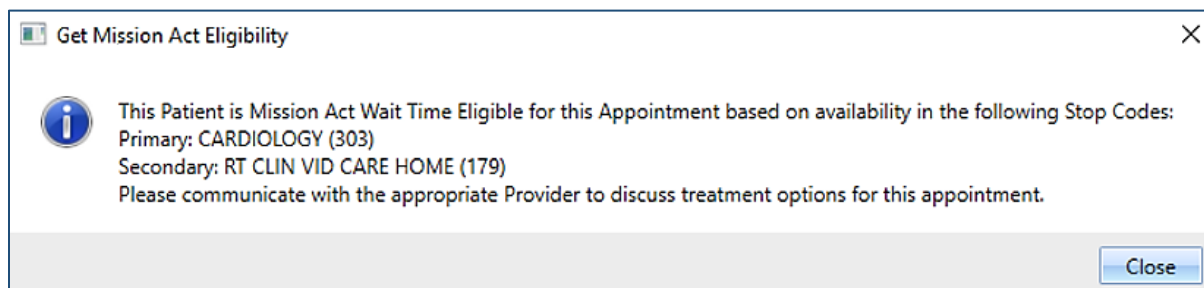 Get Mission Act Eligibility
This Patient is Mission Act Wait Time Eligible for this Appointment based on availability in the following Stop Codes:
Primary: CARDIOLOGY (303)
Secondary: RT CLIN VID CARE HOME (179)
Please communicate with the appropriate Provider to discuss treatment options for this appointment.
Close